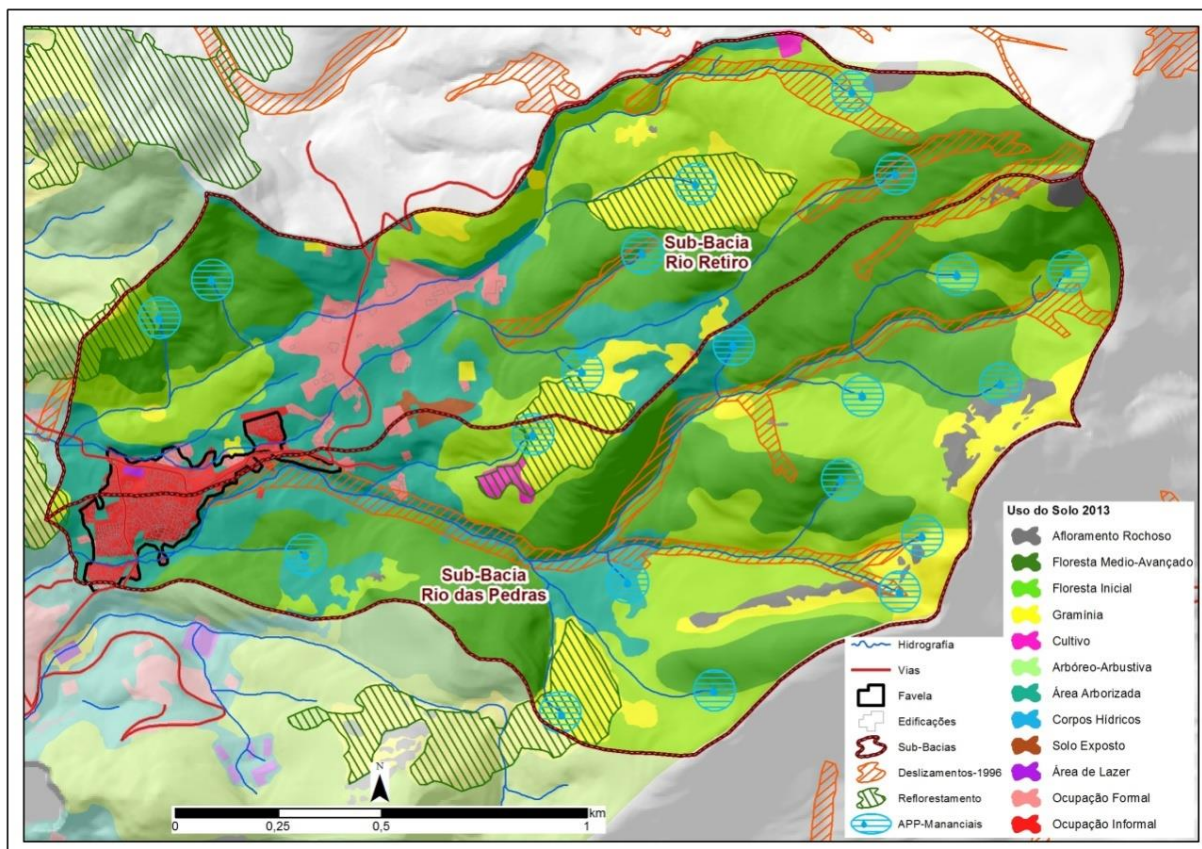 Sub-Bacia
Rio Retiro
Sub-Bacia
Rio das Pedras
N
km
0
0,25
0,5
1
Hidrografia
Vias
Favela
Edificações
Sub-Bacias
Deslizamentos-1996
Reflorestamento
APP-Mananciais
Uso do Solo 2013
Afloramento Rochoso
Floresta Medio-Avançado
Floresta Inicial
Gramínia
Cultivo
Arbóreo-Arbustiva
Área Arborizada
Corpos Hídricos
Solo Exposto
Área de Lazer
Ocupação Formal
Ocupação Informal